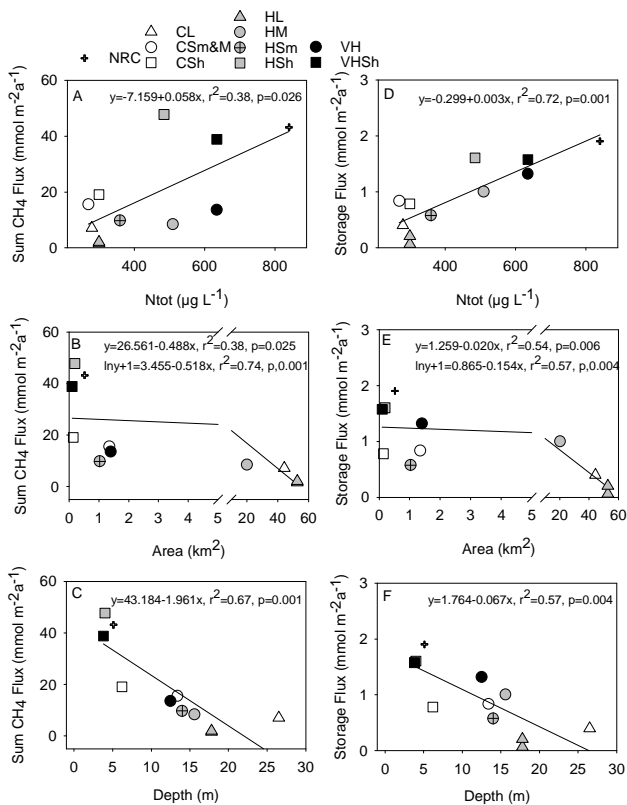 NRC
CL
CSm&M
CSh
HL
HM
HSm
HSh
VH
VHSh
A
y=-7.159+0.058x, r²=0.38, p=0.026
Sum CH₄ Flux (mmol m⁻²a⁻¹)
60
40
20
0
400 600 800
Ntot (µg L⁻¹)
D
y=-0.299+0.003x, r²=0.72, p=0.001
Storage Flux (mmol m⁻²a⁻¹)
3
2
1
0
400 600 800
Ntot (µg L⁻¹)
B
y=26.561-0.488x, r²=0.38, p=0.025
lny+1=3.455-0.518x, r²=0.74, p,0.001
Sum CH₄ Flux (mmol m⁻²a⁻¹)
60
40
20
0
0 1 2 3 4 5 20 40 60
Area (km²)
E
y=1.259-0.020x, r²=0.54, p=0.006
lny+1=0.865-0.154x, r²=0.57, p,0.004
Storage Flux (mmol m⁻²a⁻¹)
3
2
1
0
0 1 2 3 4 5 20 40 60
Area (km²)
C
y=43.184-1.961x, r²=0.67, p=0.001
Sum CH₄ Flux (mmol m⁻²a⁻¹)
60
40
20
0
0 5 10 15 20 25 30
Depth (m)
F
y=1.764-0.067x, r²=0.57, p=0.004
Storage Flux (mmol m⁻²a⁻¹)
3
2
1
0
0 5 10 15 20 25 30
Depth (m)